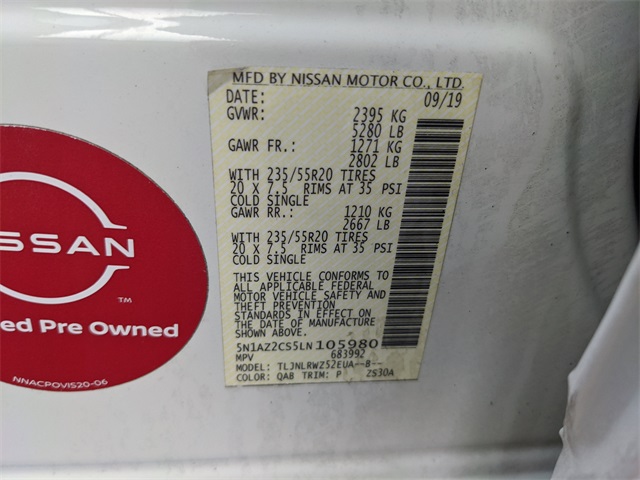 MFD BY NISSAN MOTOR CO., LTD.
DATE: 09/19
GVWR: 2395 KG
5280 LB
GAWR FR.: 1271 KG
2802 LB
WITH 235/55R20 TIRES
20 X 7.5 RIMS AT 35 PSI
COLD SINGLE
GAWR RR.: 1210 KG
2667 LB
WITH 235/55R20 TIRES
20 X 7.5 RIMS AT 35 PSI
COLD SINGLE
THIS VEHICLE CONFORMS TO
ALL APPLICABLE FEDERAL
MOTOR VEHICLE SAFETY AND
THEFT PREVENTION
STANDARDS IN EFFECT ON
THE DATE OF MANUFACTURE
SHOWN ABOVE.
5N1AZ2CS5LN105980
MPV 683992
MODEL: TLJNLRWZ52EUA--B--
COLOR: QAB TRIM: P 2S30A
ISSAN
TM
ed Pre Owned
NNACPOVIS20-06